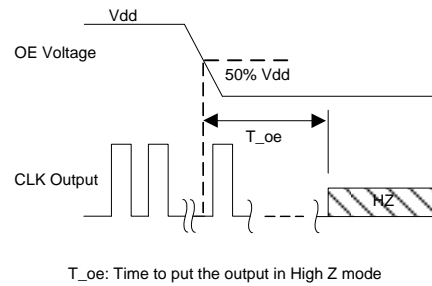 Vdd
OE Voltage
50% Vdd
T_oe
CLK Output
HZ
T_oe: Time to put the output in High Z mode